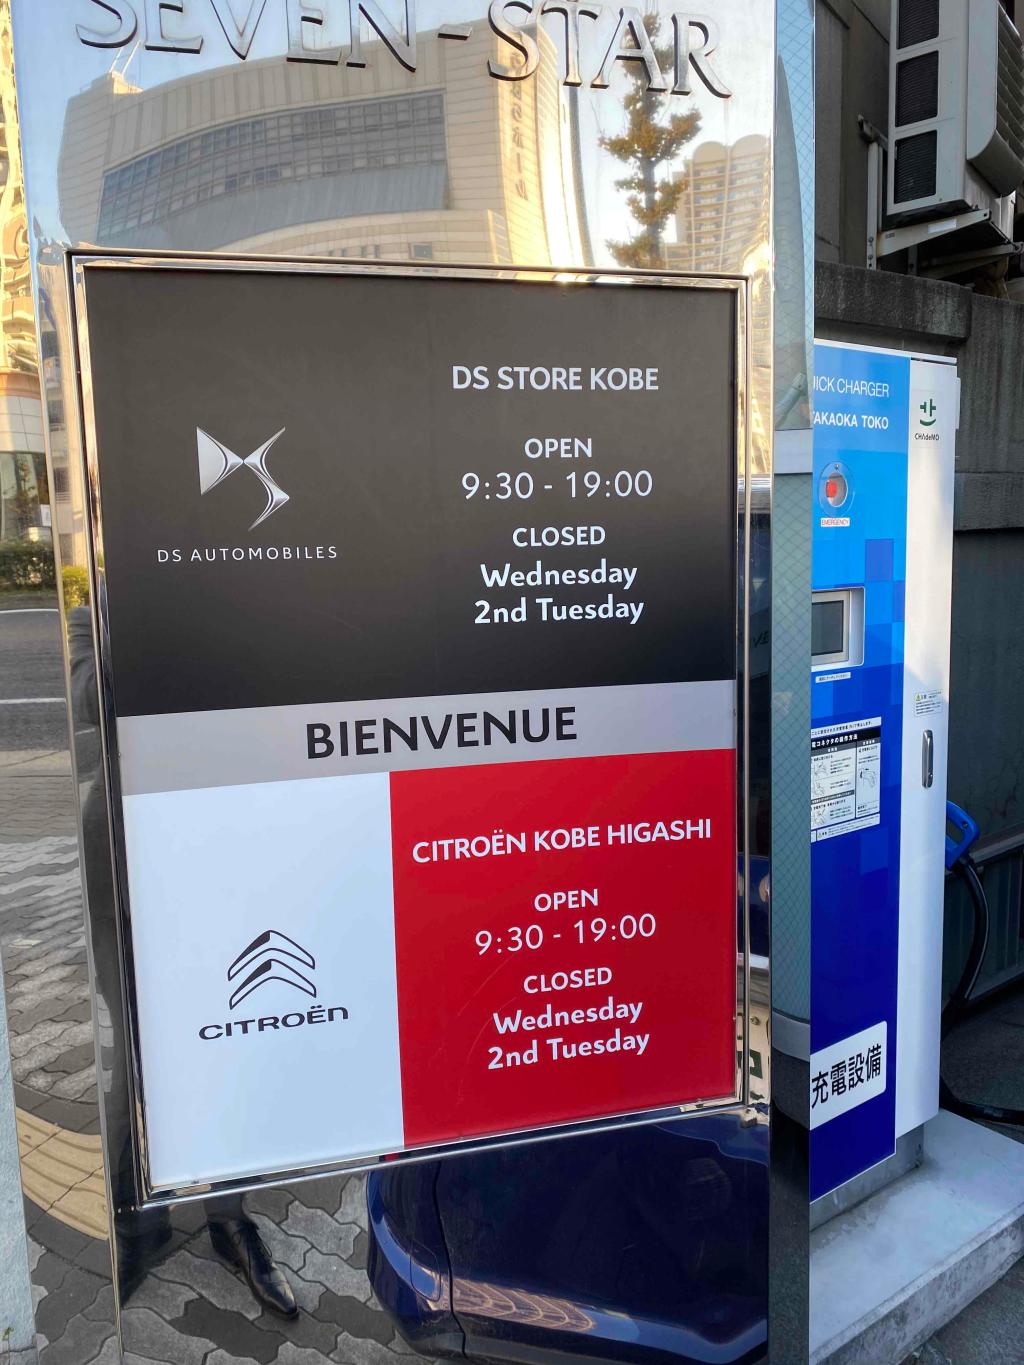 SEVEN-STAR
DS STORE KOBE
OPEN
9:30 - 19:00
CLOSED
Wednesday
2nd Tuesday
DS AUTOMOBILES
BIENVENUE
CITROËN KOBE HIGASHI
OPEN
9:30 - 19:00
CLOSED
Wednesday
2nd Tuesday
CITROËN
CHARGER
TAKAOKA TOKO
CHAdeMO
EMERGENCY
充電設備